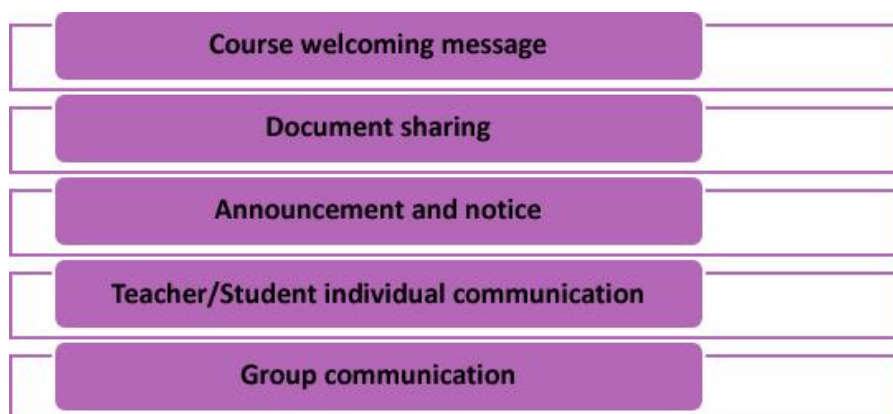 Course welcoming message
Document sharing
Announcement and notice
Teacher/Student individual communication
Group communication